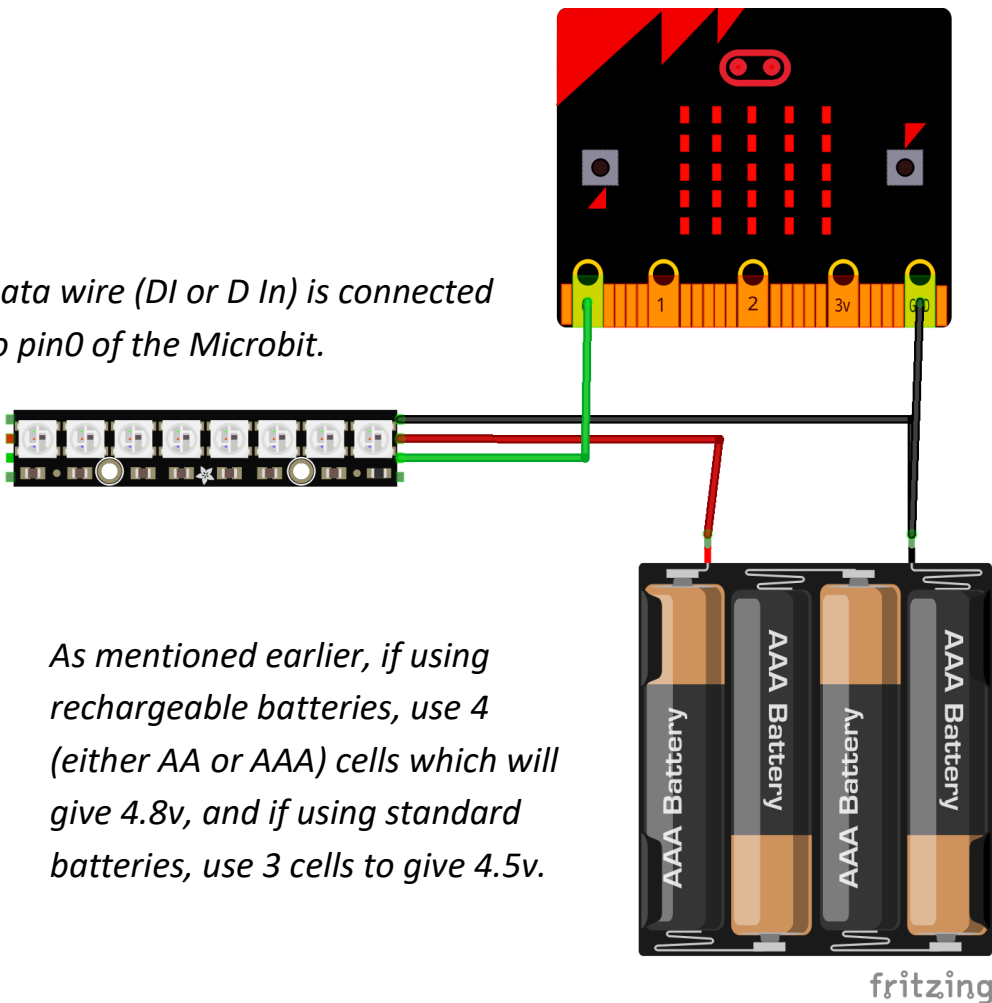 1
2
3v
GND
ata wire (DI or D In) is connected
o pin0 of the Microbit.
As mentioned earlier, if using
rechargeable batteries, use 4
(either AA or AAA) cells which will
give 4.8v, and if using standard
batteries, use 3 cells to give 4.5v.
AAA Battery
AAA Battery
AAA Battery
AAA Battery
fritzing